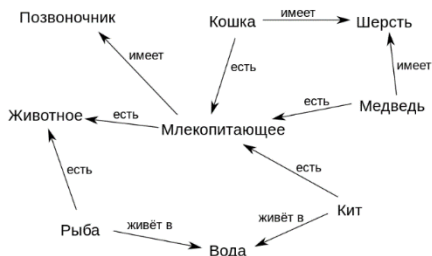 Позвоночник
Кошка
имеет
Шерсть
имеет
есть
имеет
Животное
есть
есть
Медведь
Млекопитающее
есть
есть
Рыба
живёт в
живёт в
Кит
Вода